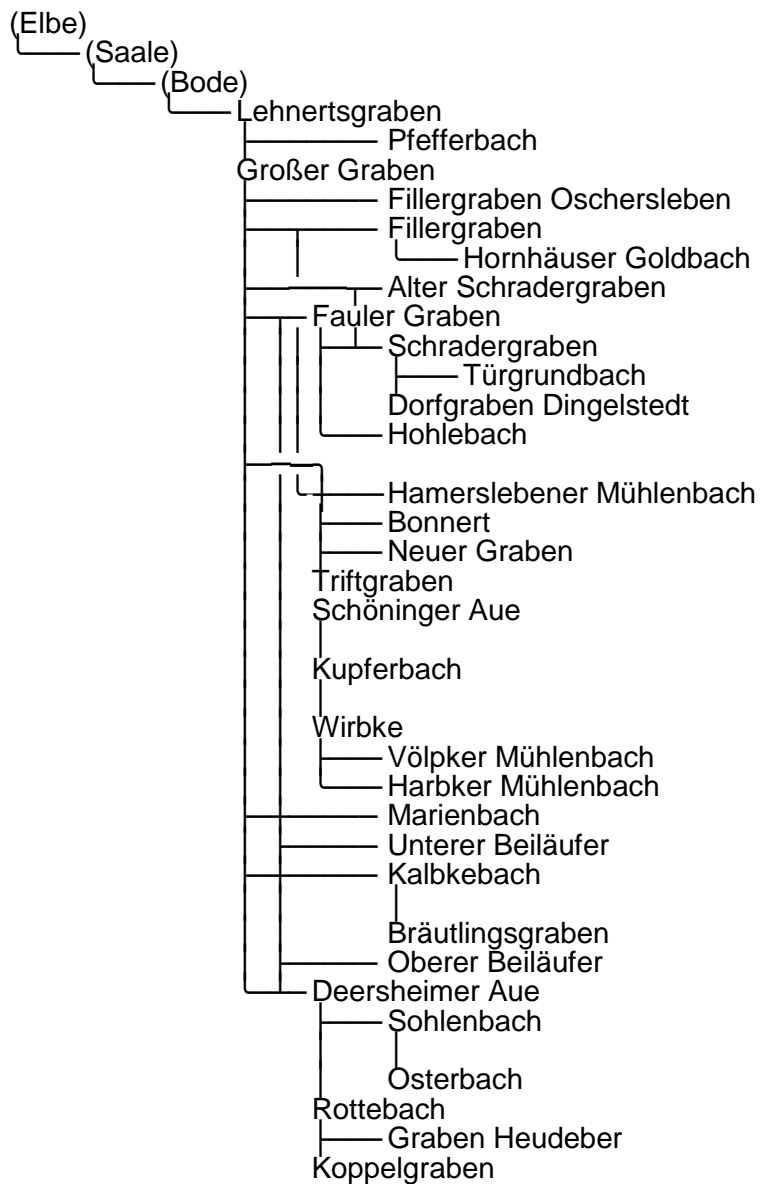 (Elbe)
(Saale)
(Bode)
Lehnertsgraben
Pfefferbach
Großer Graben
Fillergraben Oschersleben
Fillergraben
Hornhäuser Goldbach
Alter Schradergraben
Fauler Graben
Schradergraben
Türgrundbach
Dorfgraben Dingelstedt
Hohlebach
Hamerslebener Mühlenbach
Bonnert
Neuer Graben
Triftgraben
Schöninger Aue
Kupferbach
Wirbke
Völpker Mühlenbach
Harbker Mühlenbach
Marienbach
Unterer Beiläufer
Kalbkebach
Bräutlingsgraben
Oberer Beiläufer
Deersheimer Aue
Sohlenbach
Osterbach
Rottebach
Graben Heudeber
Koppelgraben